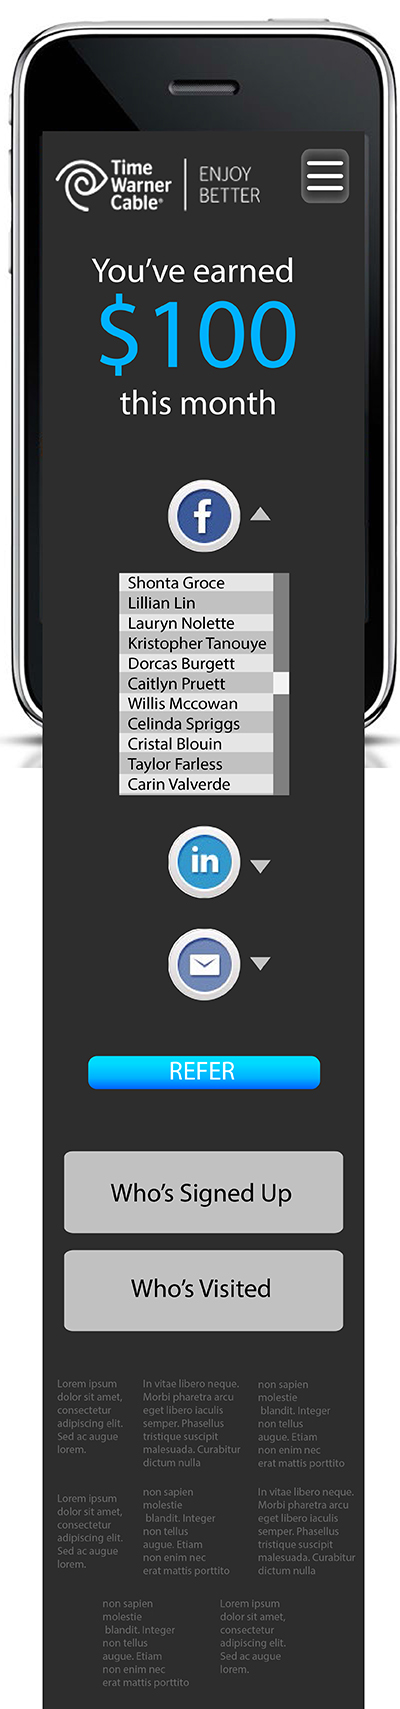 Time
Warner
Cable®
ENJOY
BETTER
You've earned
$100
this month
f
Shonta Groce
Lillian Lin
Lauryn Nolette
Kristopher Tanouye
Dorcas Burgett
Caitlyn Pruett
Willis Mccowan
Celinda Spriggs
Cristal Blouin
Taylor Farless
Carin Valverde
in
REFER
Who's Signed Up
Who's Visited
Lorem ipsum
dolor sit amet,
consectetur
adipiscing elit.
Sed ac augue
lorem.
In vitae libero neque.
Morbi pharetra arcu
eget libero iaculis
semper. Phasellus
tristique suscipit
malesuada. Curabitur
dictum nulla
non sapien
molestie
blandit. Integer
non tellus
augue. Etiam
non enim nec
erat mattis porttito
Lorem ipsum
dolor sit amet,
consectetur
adipiscing elit.
Sed ac augue
lorem.
non sapien
molestie
blandit. Integer
non tellus
augue. Etiam
non enim nec
erat mattis porttito
In vitae libero neque.
Morbi pharetra arcu
eget libero iaculis
semper. Phasellus
tristique suscipit
malesuada. Curabitur
dictum nulla
non sapien
molestie
blandit. Integer
non tellus
augue. Etiam
non enim nec
erat mattis porttito
Lorem ipsum
dolor sit amet,
consectetur
adipiscing elit.
Sed ac augue
lorem.